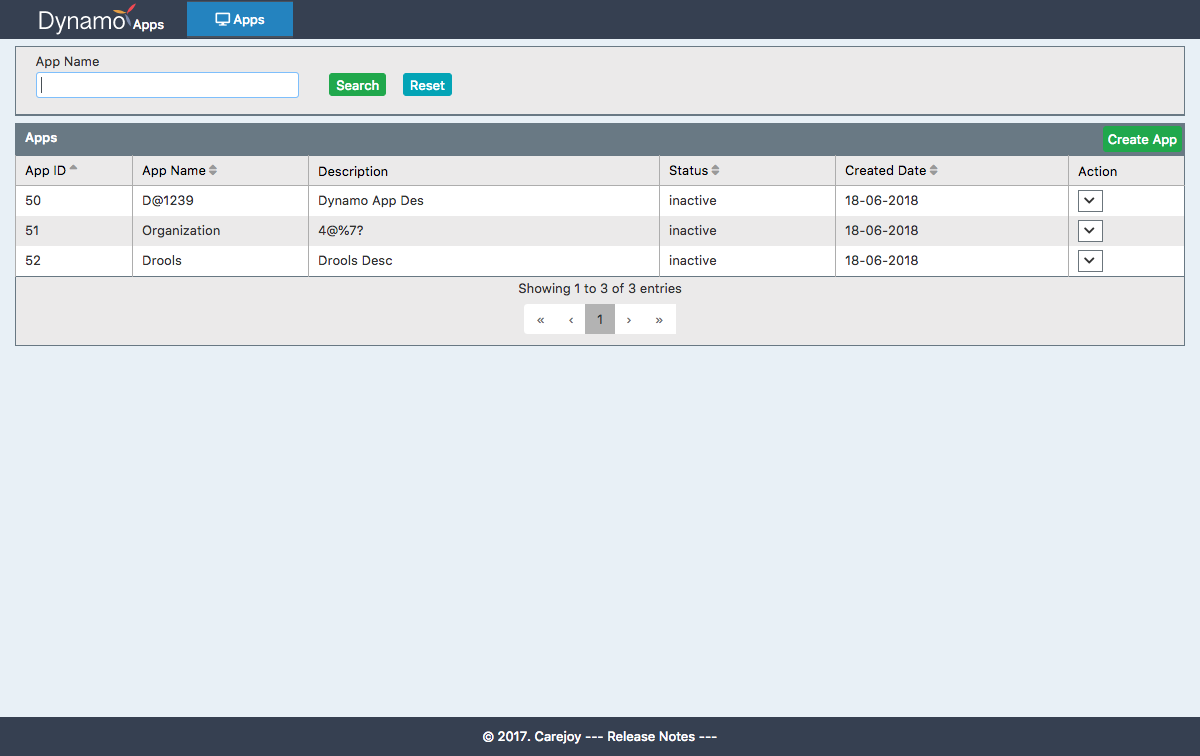 Dynamo Apps Apps
App Name
Search Reset
Apps Create App
App ID App Name Description Status Created Date Action
50 D@1239 Dynamo App Des inactive 18-06-2018
51 Organization 4@%7? inactive 18-06-2018
52 Drools Drools Desc inactive 18-06-2018
Showing 1 to 3 of 3 entries
« ‹ 1 › »
© 2017. Carejoy --- Release Notes ---